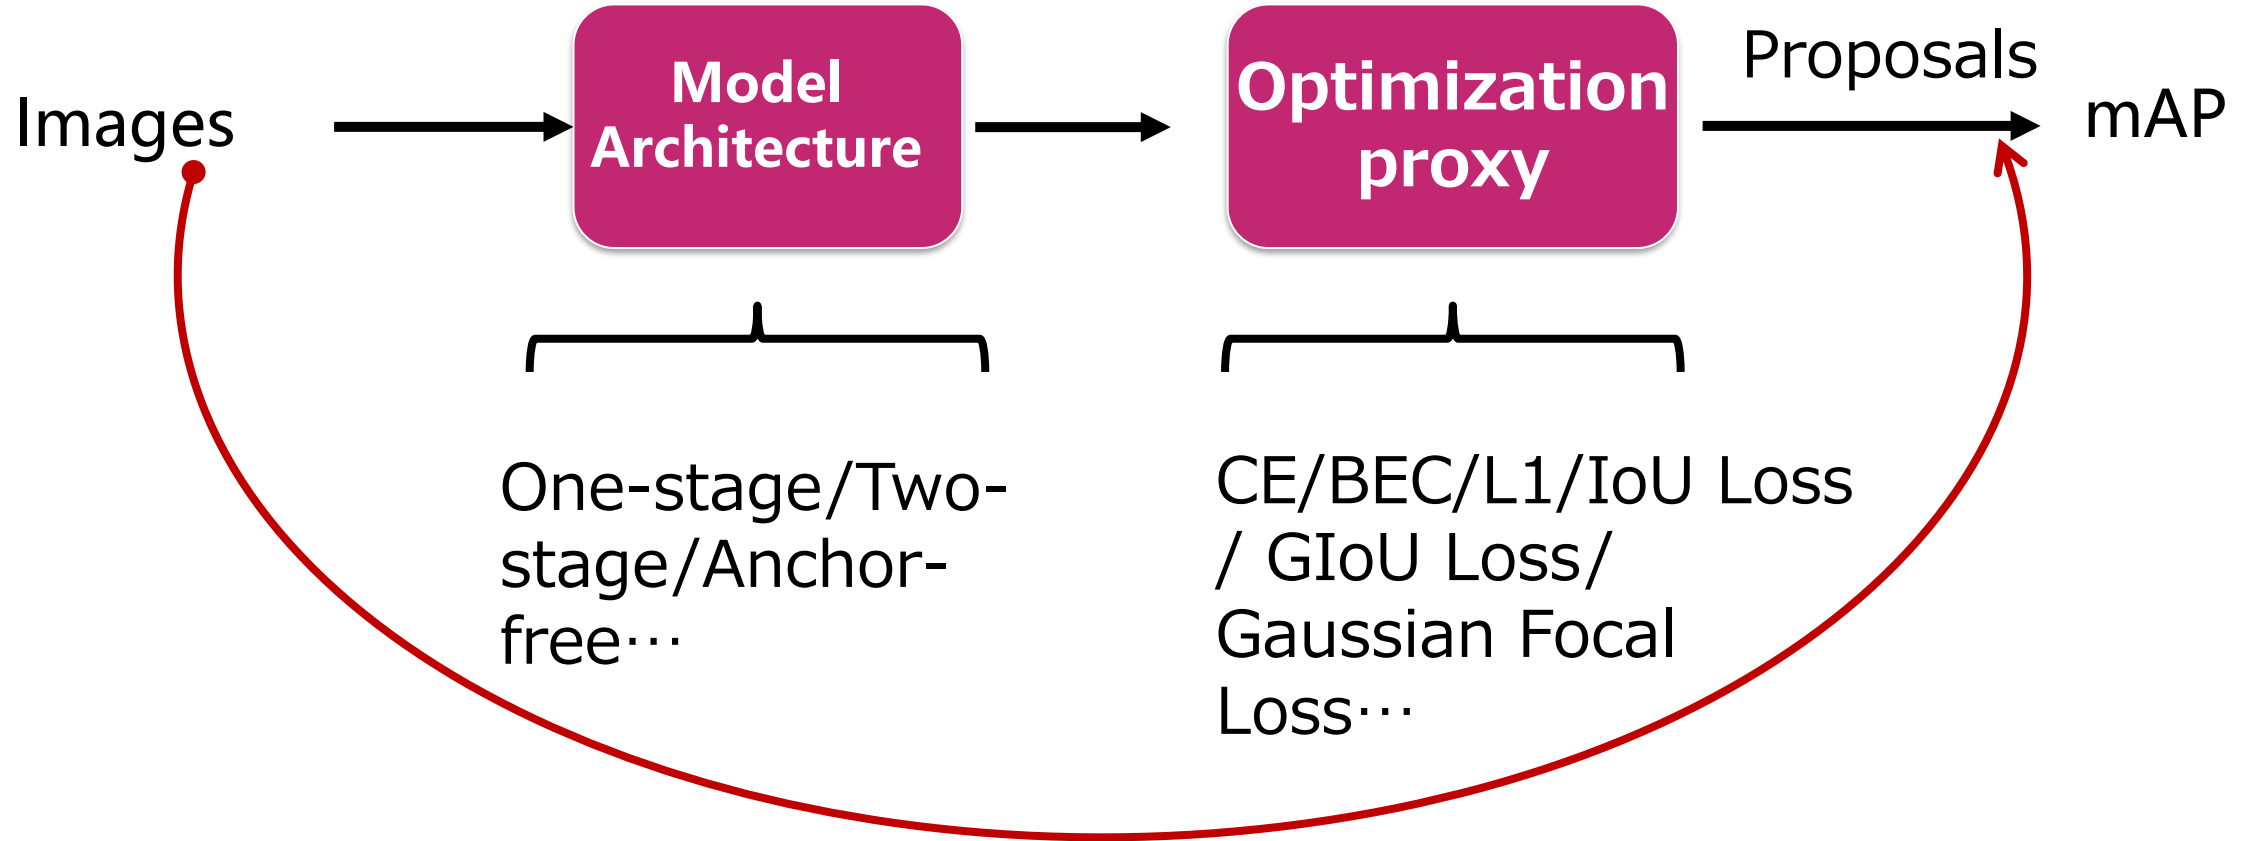 Images
Model
Architecture
Optimization
proxy
Proposals
mAP
One-stage/Two-
stage/Anchor-
free···
CE/BEC/L1/IoU Loss
/ GIoU Loss/
Gaussian Focal
Loss···